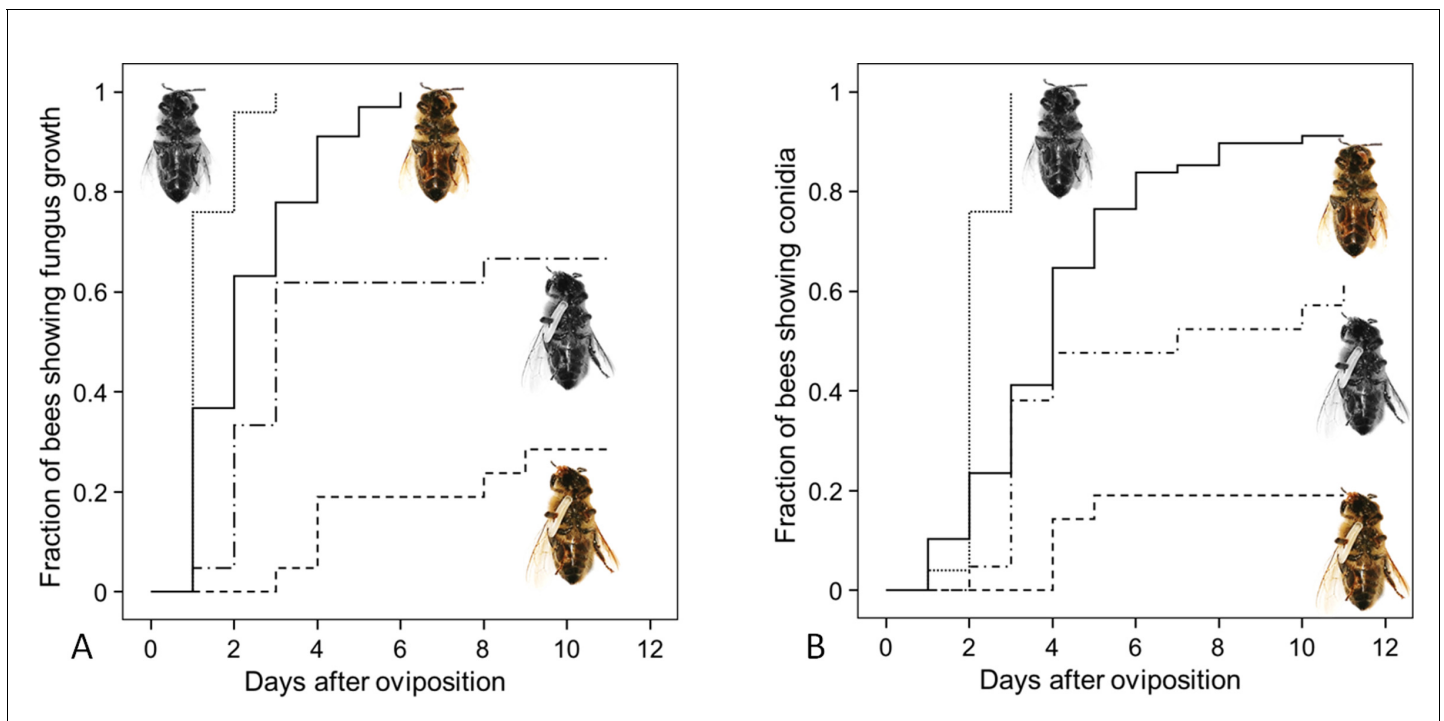 Fraction of bees showing fungus growth
1
0.8
0.6
0.4
0.2
0
0 2 4 6 8 10 12
Days after oviposition
A
Fraction of bees showing conidia
1
0.8
0.6
0.4
0.2
0
0 2 4 6 8 10 12
Days after oviposition
B